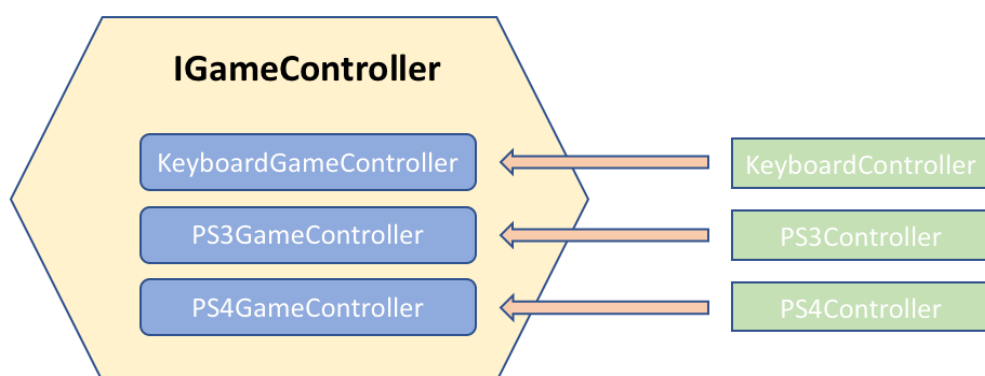 IGameController
KeyboardGameController
KeyboardController
PS3GameController
PS3Controller
PS4GameController
PS4Controller